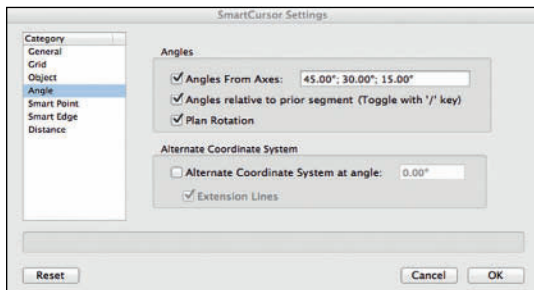 SmartCursor Settings
Category
General
Grid
Object
Angle
Smart Point
Smart Edge
Distance
Angles
Angles From Axes: 45.00°; 30.00°; 15.00°
Angles relative to prior segment (Toggle with '/' key)
Plan Rotation
Alternate Coordinate System
Alternate Coordinate System at angle: 0.00°
Extension Lines
Reset
Cancel
OK